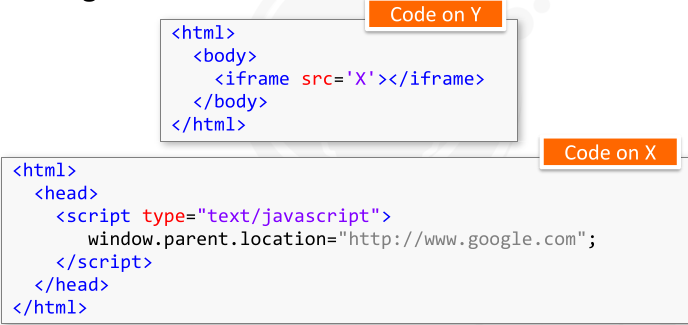 Code on Y
<html>
<body>
<iframe src='X'></iframe>
</body>
</html>
Code on X
<html>
<head>
<script type="text/javascript">
window.parent.location="http://www.google.com";
</script>
</head>
</html>